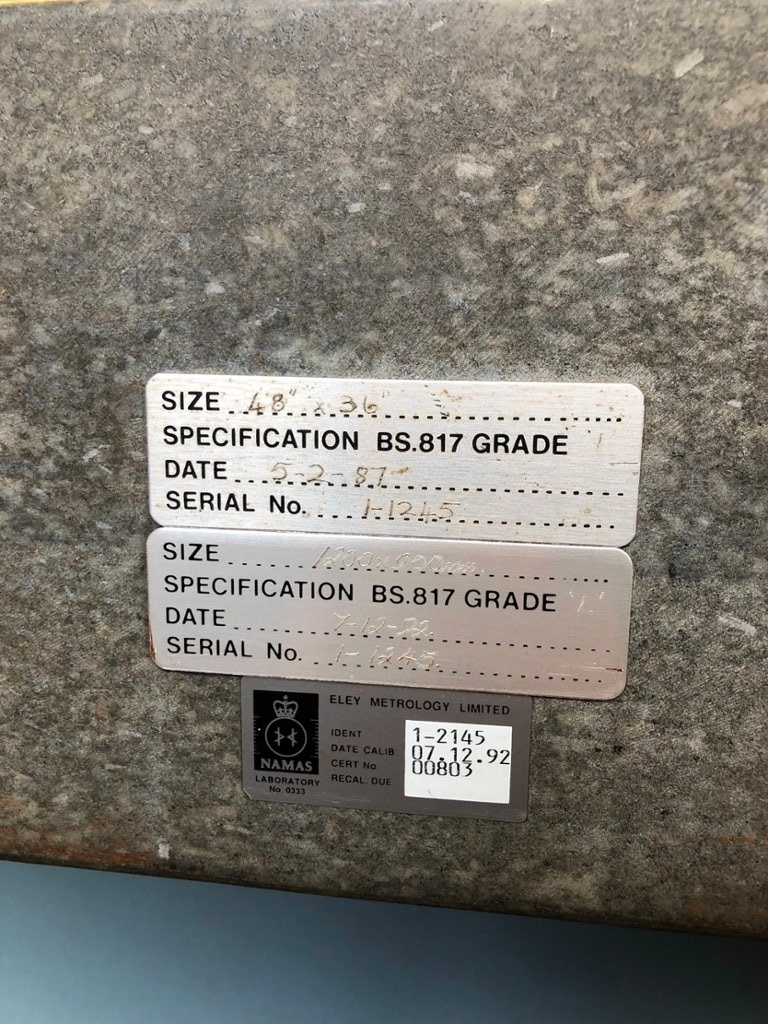 SIZE 48" x 36"
SPECIFICATION BS.817 GRADE '1'
DATE 5-2-87
SERIAL No. 1-1245
SIZE 1200x900mm.
SPECIFICATION BS.817 GRADE '1.'
DATE 7-12-92.
SERIAL No. 1-1245.
ELEY METROLOGY LIMITED
NAMAS
LABORATORY
No 0333
IDENT 1-2145
DATE CALIB 07.12.92
CERT No 00803
RECAL. DUE